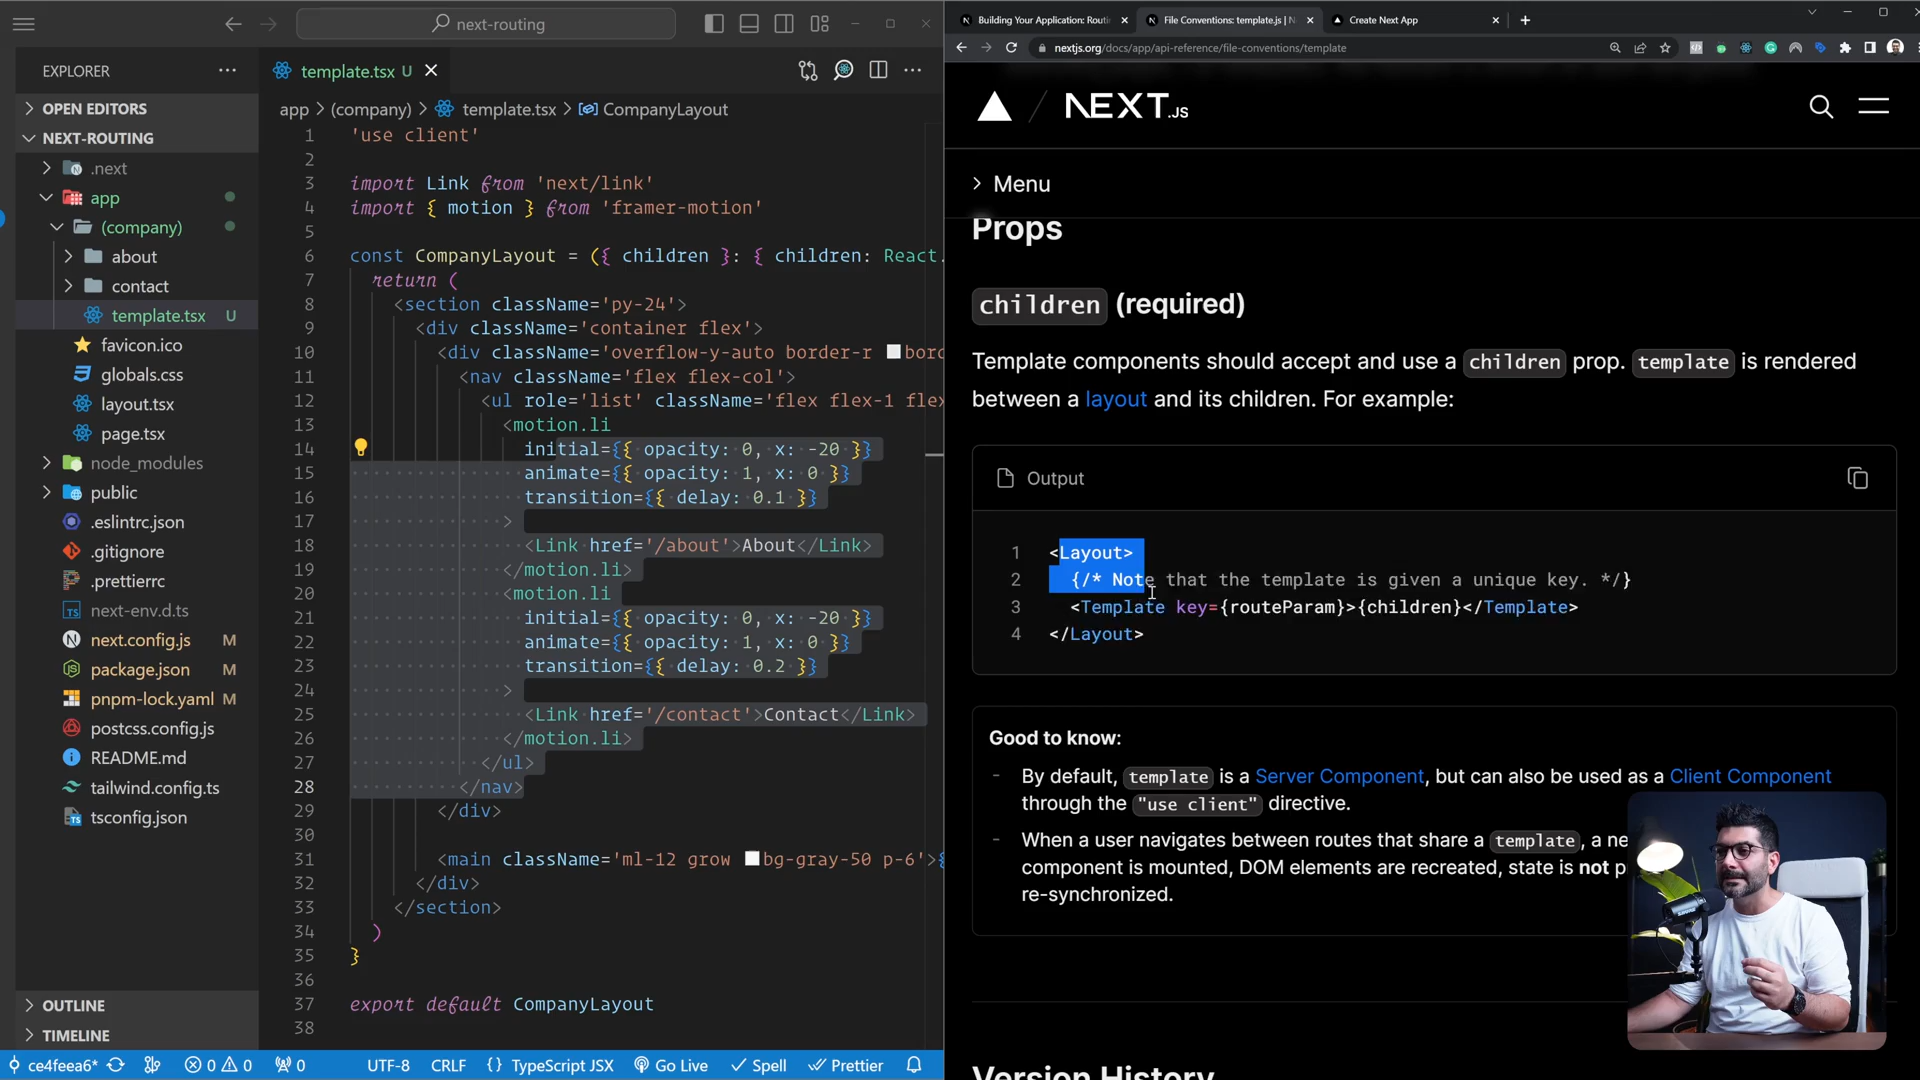 next-routing
EXPLORER
OPEN EDITORS
NEXT-ROUTING
.next
app
(company)
about
contact
template.tsx U
favicon.ico
globals.css
layout.tsx
page.tsx
node_modules
public
.eslintrc.json
.gitignore
.prettierrc
next-env.d.ts
next.config.js M
package.json M
pnpm-lock.yaml M
postcss.config.js
README.md
tailwind.config.ts
tsconfig.json
OUTLINE
TIMELINE
template.tsx U
app > (company) > template.tsx > CompanyLayout
1 'use client'
2
3 import Link from 'next/link'
4 import { motion } from 'framer-motion'
5
6 const CompanyLayout = ({ children }: { children: React.
7 return (
8 <section className='py-24'>
9 <div className='container flex'>
10 <div className='overflow-y-auto border-r bord
11 <nav className='flex flex-col'>
12 <ul role='list' className='flex flex-1 flex
13 <motion.li
14 initial={{ opacity: 0, x: -20 }}
15 animate={{ opacity: 1, x: 0 }}
16 transition={{ delay: 0.1 }}
17 >
18 <Link href='/about'>About</Link>
19 </motion.li>
20 <motion.li
21 initial={{ opacity: 0, x: -20 }}
22 animate={{ opacity: 1, x: 0 }}
23 transition={{ delay: 0.2 }}
24 >
25 <Link href='/contact'>Contact</Link>
26 </motion.li>
27 </ul>
28 </nav>
29 </div>
30
31 <main className='ml-12 grow bg-gray-50 p-6'>{
32 </div>
33 </section>
34 )
35 }
36
37 export default CompanyLayout
38
ce4feea6* 0 0 0 UTF-8 CRLF {} TypeScript JSX Go Live Spell Prettier
Building Your Application: Routi
File Conventions: template.js | N
Create Next App
nextjs.org/docs/app/api-reference/file-conventions/template
NEXT.JS
Menu
Props
children (required)
Template components should accept and use a children prop. template is rendered
between a layout and its children. For example:
Output
1 <Layout>
2 {/* Note that the template is given a unique key. */}
3 <Template key={routeParam}>{children}</Template>
4 </Layout>
Good to know:
- By default, template is a Server Component, but can also be used as a Client Component
through the "use client" directive.
- When a user navigates between routes that share a template, a ne
component is mounted, DOM elements are recreated, state is not p
re-synchronized.
Version History